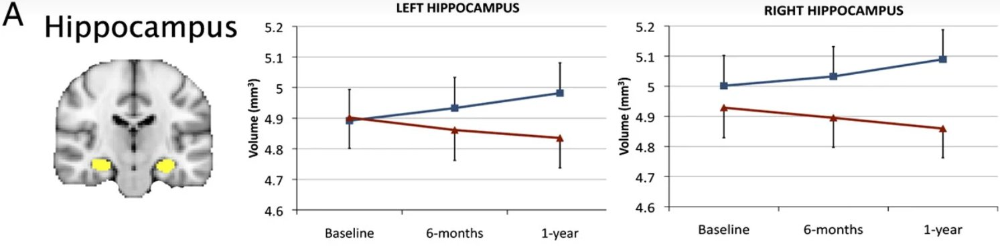 A
Hippocampus
LEFT HIPPOCAMPUS
Volume (mm³)
5.2
5.1
5
4.9
4.8
4.7
4.6
Baseline 6-months 1-year
RIGHT HIPPOCAMPUS
Volume (mm³)
5.2
5.1
5
4.9
4.8
4.7
4.6
Baseline 6-months 1-year